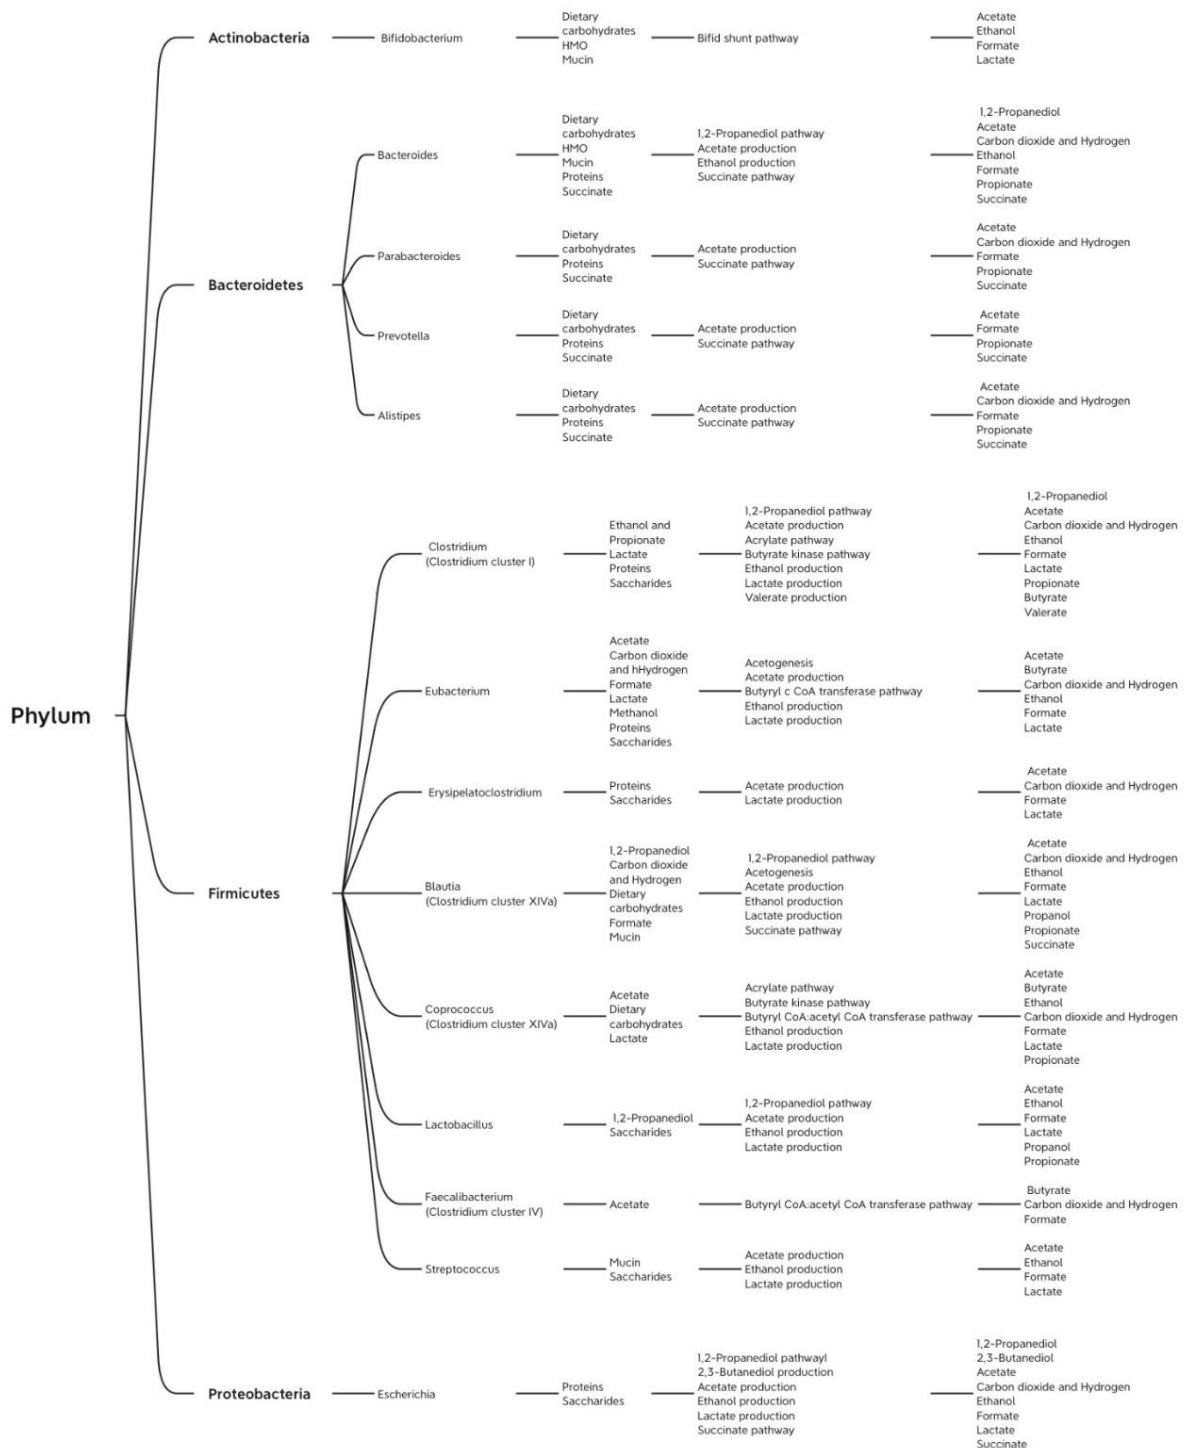 Phylum
Actinobacteria
Bifidobacterium
Dietary
carbohydrates
HMO
Mucin
Bifid shunt pathway
Acetate
Ethanol
Formate
Lactate
Bacteroidetes
Bacteroides
Dietary
carbohydrates
HMO
Mucin
Proteins
Succinate
1,2-Propanediol pathway
Acetate production
Ethanol production
Succinate pathway
1,2-Propanediol
Acetate
Carbon dioxide and Hydrogen
Ethanol
Formate
Propionate
Succinate
Parabacteroides
Dietary
carbohydrates
Proteins
Succinate
Acetate production
Succinate pathway
Acetate
Carbon dioxide and Hydrogen
Formate
Propionate
Succinate
Prevotella
Dietary
carbohydrates
Proteins
Succinate
Acetate production
Succinate pathway
Acetate
Formate
Propionate
Succinate
Alistipes
Dietary
carbohydrates
Proteins
Succinate
Acetate production
Succinate pathway
Acetate
Carbon dioxide and Hydrogen
Formate
Propionate
Succinate
Firmicutes
Clostridium
(Clostridium cluster I)
Ethanol and
Propionate
Lactate
Proteins
Saccharides
1,2-Propanediol pathway
Acetate production
Acrylate pathway
Butyrate kinase pathway
Ethanol production
Lactate production
Valerate production
1,2-Propanediol
Acetate
Carbon dioxide and Hydrogen
Ethanol
Formate
Lactate
Propionate
Butyrate
Valerate
Eubacterium
Acetate
Carbon dioxide
and hHydrogen
Formate
Lactate
Methanol
Proteins
Saccharides
Acetogenesis
Acetate production
Butyryl c CoA transferase pathway
Ethanol production
Lactate production
Acetate
Butyrate
Carbon dioxide and Hydrogen
Ethanol
Formate
Lactate
Erysipelatoclostridium
Proteins
Saccharides
Acetate production
Lactate production
Acetate
Carbon dioxide and Hydrogen
Formate
Lactate
Blautia
(Clostridium cluster XIVa)
1,2-Propanediol
Carbon dioxide
and Hydrogen
Dietary
carbohydrates
Formate
Mucin
1,2-Propanediol pathway
Acetogenesis
Acetate production
Ethanol production
Lactate production
Succinate pathway
Acetate
Carbon dioxide and Hydrogen
Ethanol
Formate
Lactate
Propanol
Propionate
Succinate
Coprococcus
(Clostridium cluster XIVa)
Acetate
Dietary
carbohydrates
Lactate
Acrylate pathway
Butyrate kinase pathway
Butyryl CoA:acetyl CoA transferase pathway
Ethanol production
Lactate production
Acetate
Butyrate
Ethanol
Carbon dioxide and Hydrogen
Formate
Lactate
Propionate
Lactobacillus
1,2-Propanediol
Saccharides
1,2-Propanediol pathway
Acetate production
Ethanol production
Lactate production
Acetate
Ethanol
Formate
Lactate
Propanol
Propionate
Faecalibacterium
(Clostridium cluster IV)
Acetate
Butyryl CoA:acetyl CoA transferase pathway
Butyrate
Carbon dioxide and Hydrogen
Formate
Streptococcus
Mucin
Saccharides
Acetate production
Ethanol production
Lactate production
Acetate
Ethanol
Formate
Lactate
Proteobacteria
Escherichia
Proteins
Saccharides
1,2-Propanediol pathwayl
2,3-Butanediol production
Acetate production
Ethanol production
Lactate production
Succinate pathway
1,2-Propanediol
2,3-Butanediol
Acetate
Carbon dioxide and Hydrogen
Ethanol
Formate
Lactate
Succinate